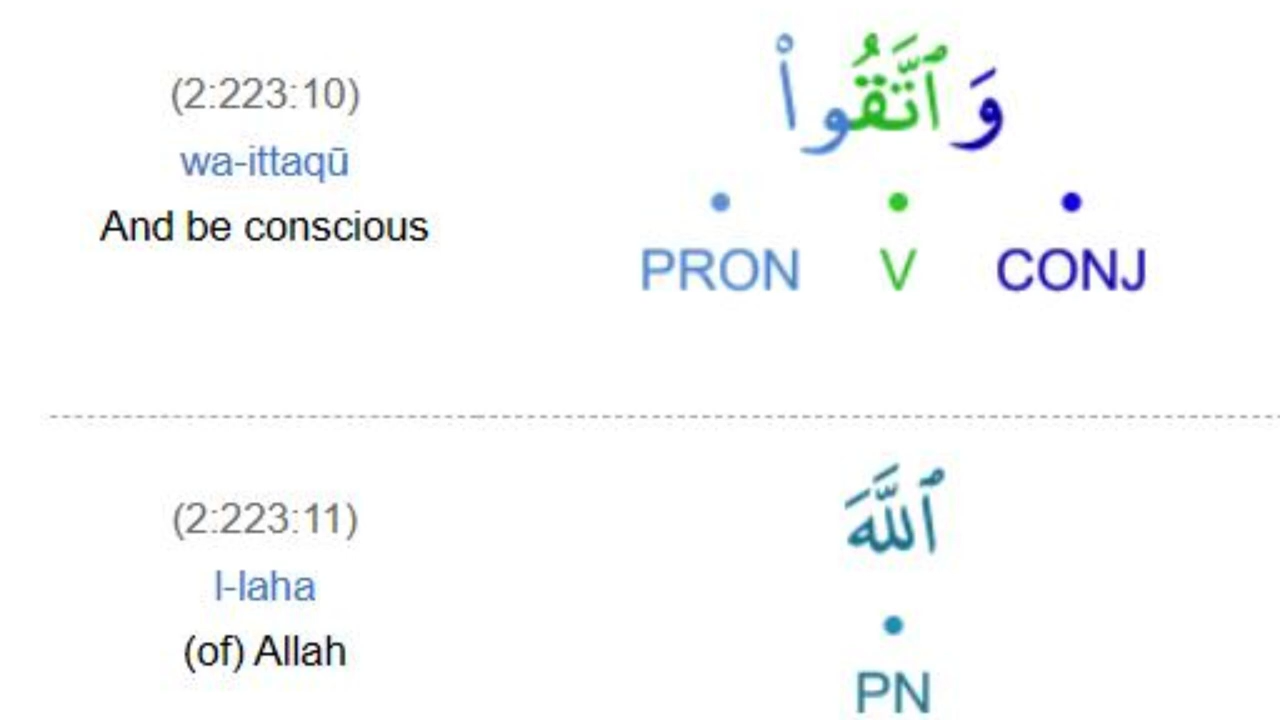 (2:223:10)
wa-ittaqū
And be conscious
وَٱتَّقُوا۟
PRON V CONJ
(2:223:11)
l-laha
(of) Allah
ٱللَّهَ
PN